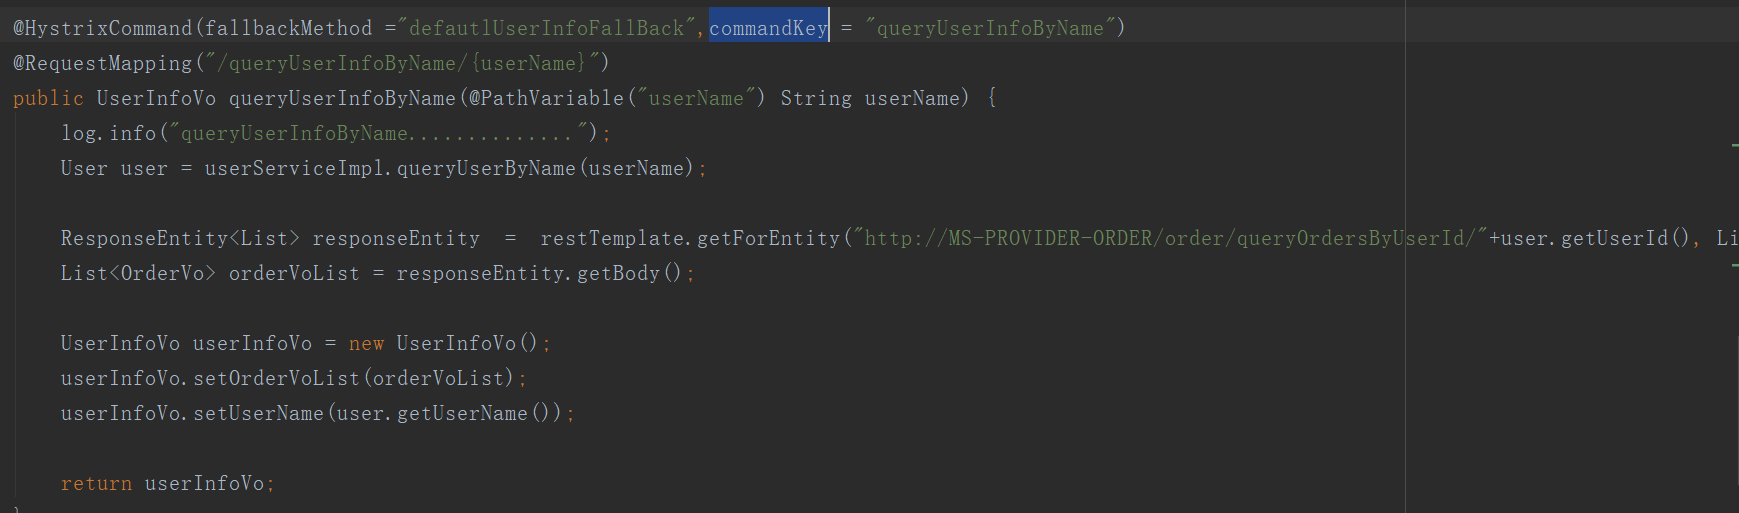 @HystrixCommand(fallbackMethod ="defautlUserInfoFallBack",commandKey = "queryUserInfoByName")
@RequestMapping("/queryUserInfoByName/{userName}")
public UserInfoVo queryUserInfoByName(@PathVariable("userName") String userName) {
log.info("queryUserInfoByName..............");
User user = userServiceImpl.queryUserByName(userName);
ResponseEntity<List> responseEntity = restTemplate.getForEntity("http://MS-PROVIDER-ORDER/order/queryOrdersByUserId/"+user.getUserId(), Li
List<OrderVo> orderVoList = responseEntity.getBody();
UserInfoVo userInfoVo = new UserInfoVo();
userInfoVo.setOrderVoList(orderVoList);
userInfoVo.setUserName(user.getUserName());
return userInfoVo;
}